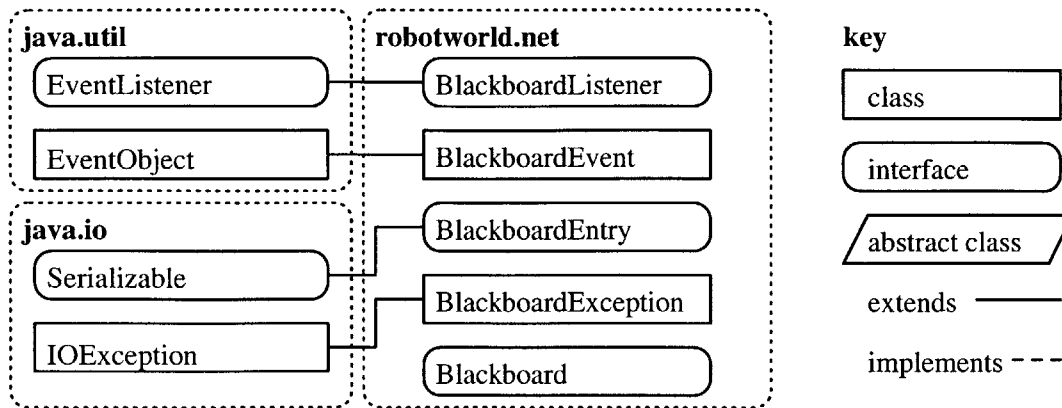 java.util
EventListener
EventObject
java.io
Serializable
IOException
robotworld.net
BlackboardListener
BlackboardEvent
BlackboardEntry
BlackboardException
Blackboard
key
class
interface
abstract class
extends
implements